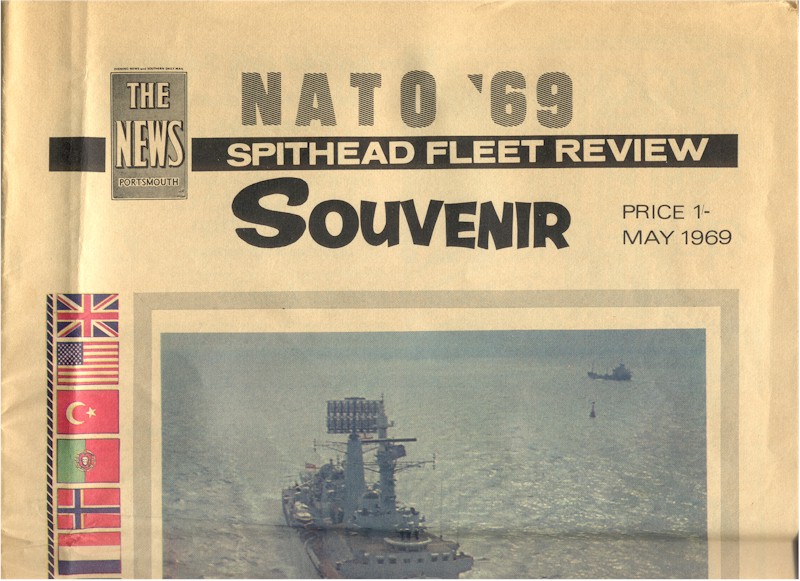 THE
NEWS
PORTSMOUTH
NATO '69
SPITHEAD FLEET REVIEW
SOUVENIR
PRICE 1/-
MAY 1969